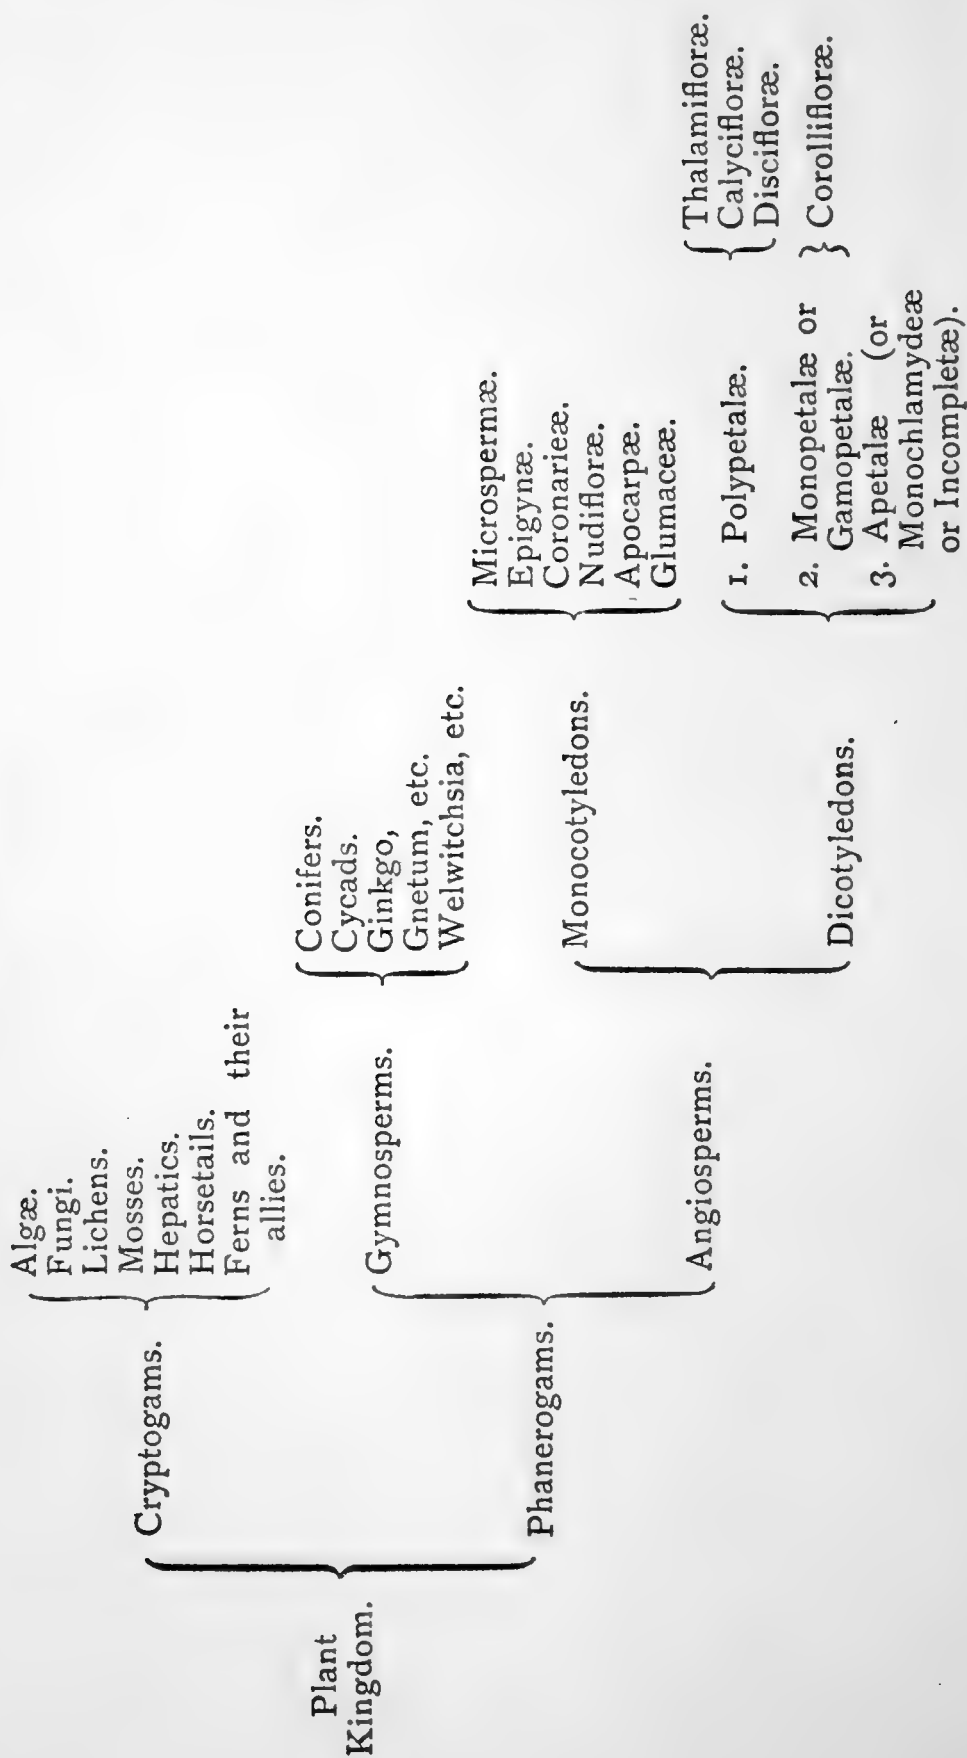 Plant
Kingdom.
Cryptogams.
Algæ.
Fungi.
Lichens.
Mosses.
Hepatics.
Horsetails.
Ferns and their
allies.
Phanerogams.
Gymnosperms.
Conifers.
Cycads.
Ginkgo,
Gnetum, etc.
Welwitchsia, etc.
Angiosperms.
Monocotyledons.
Microspermæ.
Epigynæ.
Coronarieæ.
Nudifloræ.
Apocarpæ.
Glumaceæ.
Dicotyledons.
1. Polypetalæ.
Thalamifloræ.
Calycifloræ.
Discifloræ.
2. Monopetalæ or
Gamopetalæ.
Corollifloræ.
3. Apetalæ (or
Monochlamydeæ
or Incompletæ).